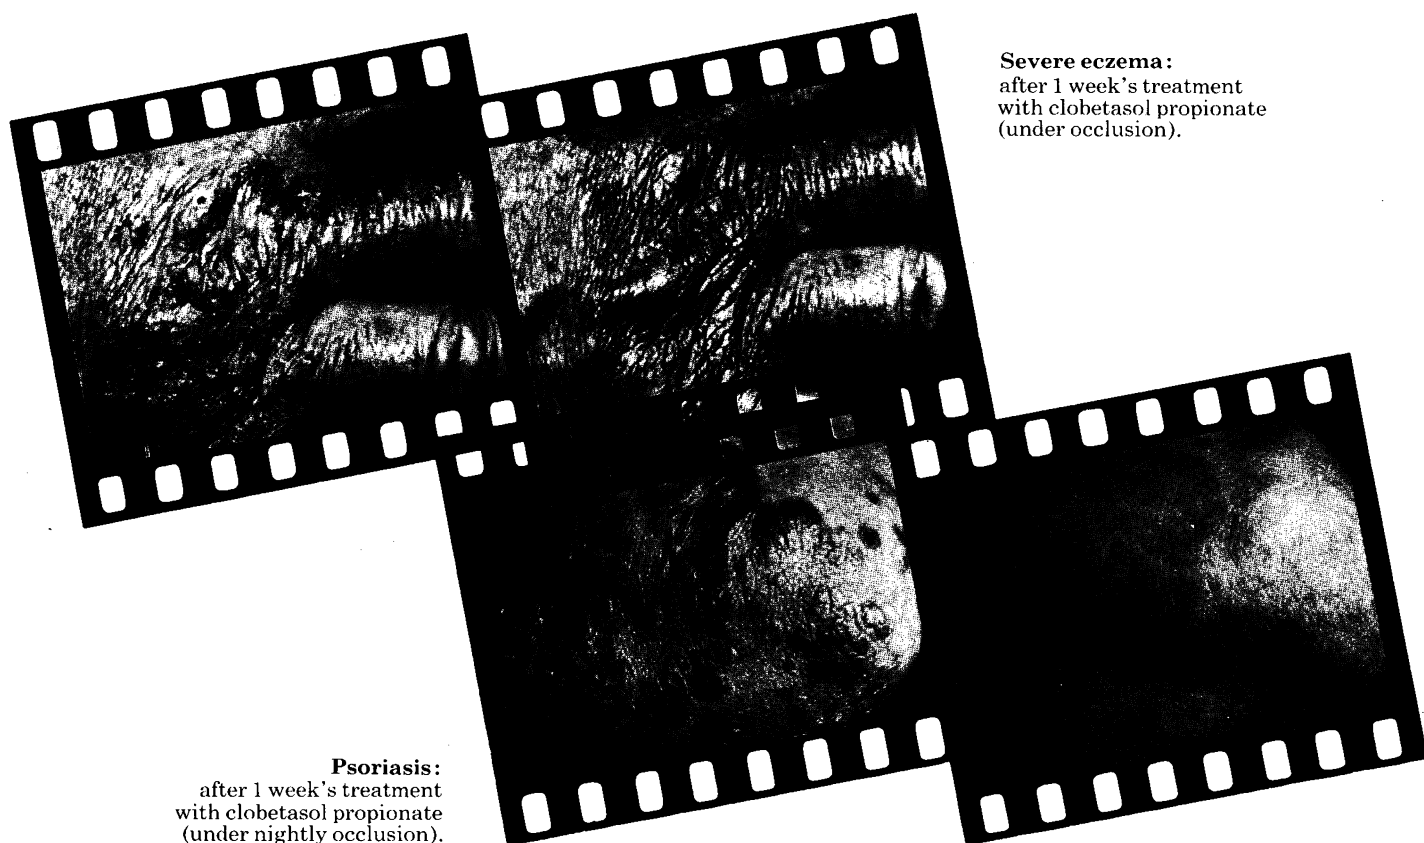 Severe eczema:
after 1 week's treatment
with clobetasol propionate
(under occlusion).
Psoriasis:
after 1 week's treatment
with clobetasol propionate
(under nightly occlusion).